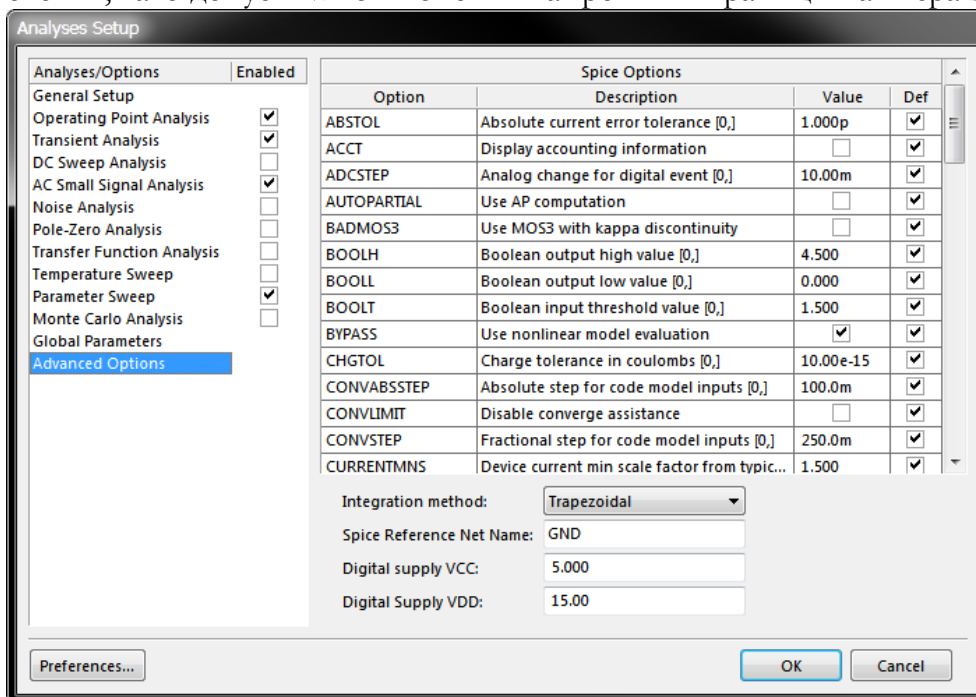 Analyses Setup
Analyses/Options Enabled
General Setup
Operating Point Analysis
Transient Analysis
DC Sweep Analysis
AC Small Signal Analysis
Noise Analysis
Pole-Zero Analysis
Transfer Function Analysis
Temperature Sweep
Parameter Sweep
Monte Carlo Analysis
Global Parameters
Advanced Options
Spice Options
Option Description Value Def
ABSTOL Absolute current error tolerance [0,] 1.000p
ACCT Display accounting information
ADCSTEP Analog change for digital event [0,] 10.00m
AUTOPARTIAL Use AP computation
BADMOS3 Use MOS3 with kappa discontinuity
BOOLH Boolean output high value [0,] 4.500
BOOLL Boolean output low value [0,] 0.000
BOOLT Boolean input threshold value [0,] 1.500
BYPASS Use nonlinear model evaluation
CHGTOL Charge tolerance in coulombs [0,] 10.00e-15
CONVABSSTEP Absolute step for code model inputs [0,] 100.0m
CONVLIMIT Disable converge assistance
CONVSTEP Fractional step for code model inputs [0,] 250.0m
CURRENTMNS Device current min scale factor from typic... 1.500
Integration method: Trapezoidal
Spice Reference Net Name: GND
Digital supply VCC: 5.000
Digital Supply VDD: 15.00
Preferences... OK Cancel